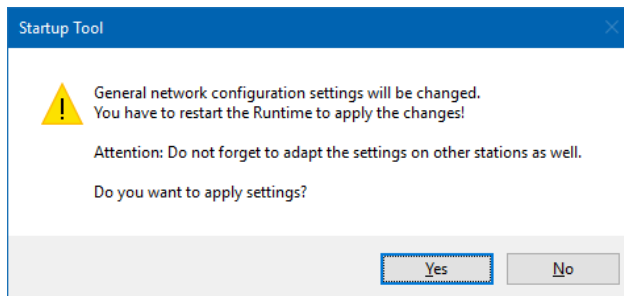 Startup Tool
General network configuration settings will be changed.
You have to restart the Runtime to apply the changes!
Attention: Do not forget to adapt the settings on other stations as well.
Do you want to apply settings?
Yes
No